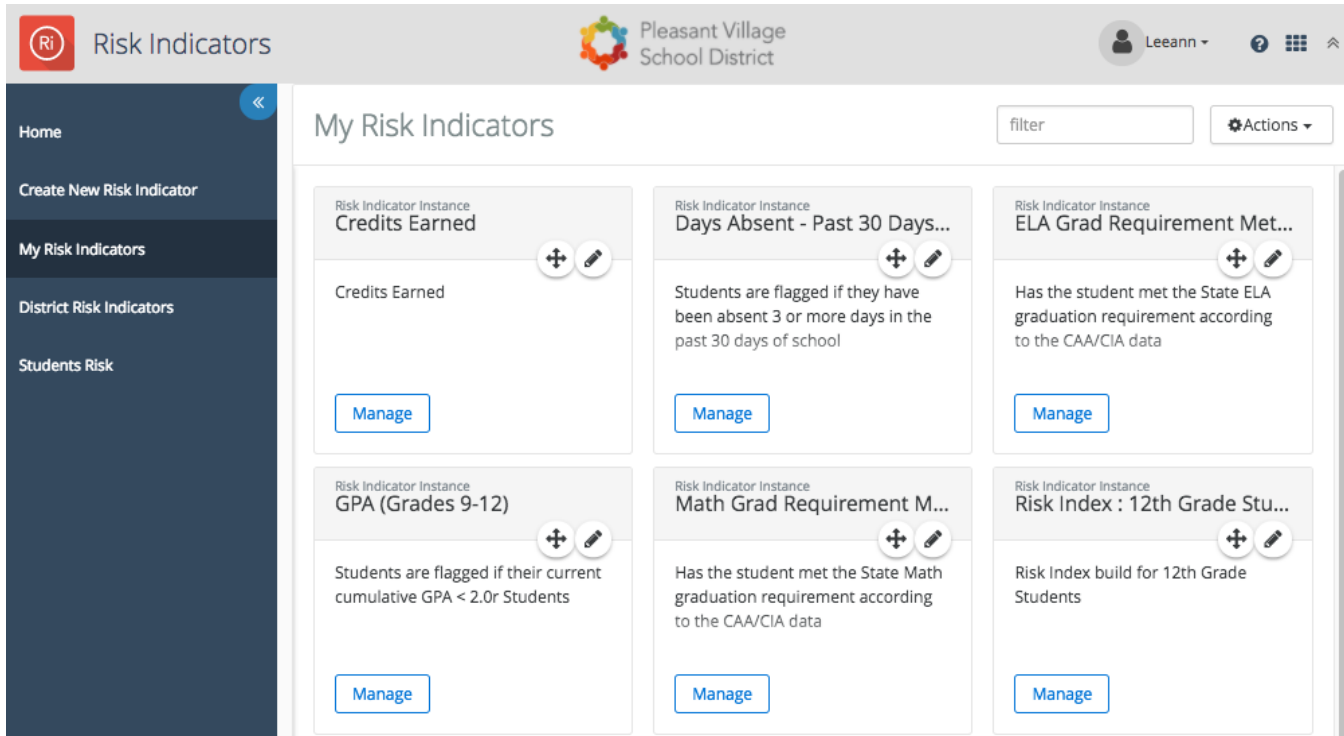 Ri
Risk Indicators
Pleasant Village
School District
Leeann
Home
Create New Risk Indicator
My Risk Indicators
District Risk Indicators
Students Risk
My Risk Indicators
filter
Actions
Risk Indicator Instance
Credits Earned
Credits Earned
Manage
Risk Indicator Instance
Days Absent - Past 30 Days...
Students are flagged if they have
been absent 3 or more days in the
past 30 days of school
Manage
Risk Indicator Instance
ELA Grad Requirement Met...
Has the student met the State ELA
graduation requirement according
to the CAA/CIA data
Manage
Risk Indicator Instance
GPA (Grades 9-12)
Students are flagged if their current
cumulative GPA < 2.0r Students
Manage
Risk Indicator Instance
Math Grad Requirement M...
Has the student met the State Math
graduation requirement according
to the CAA/CIA data
Manage
Risk Indicator Instance
Risk Index : 12th Grade Stu...
Risk Index build for 12th Grade
Students
Manage